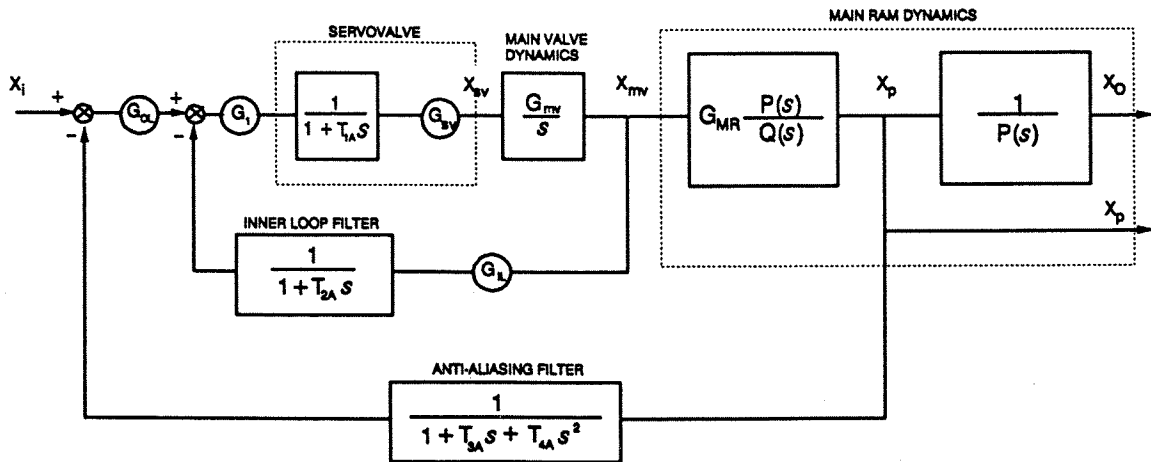 MAIN RAM DYNAMICS
SERVOVALVE
MAIN VALVE
DYNAMICS
X_i
+
−
G_OL
+
−
G_1
1
1 + T_1A s
G_SV
X_sv
G_mv
s
X_mv
G_MR P(s)
Q(s)
X_p
1
P(s)
X_O
X_p
INNER LOOP FILTER
1
1 + T_2A s
G_IL
ANTI-ALIASING FILTER
1
1 + T_3A s + T_4A s²